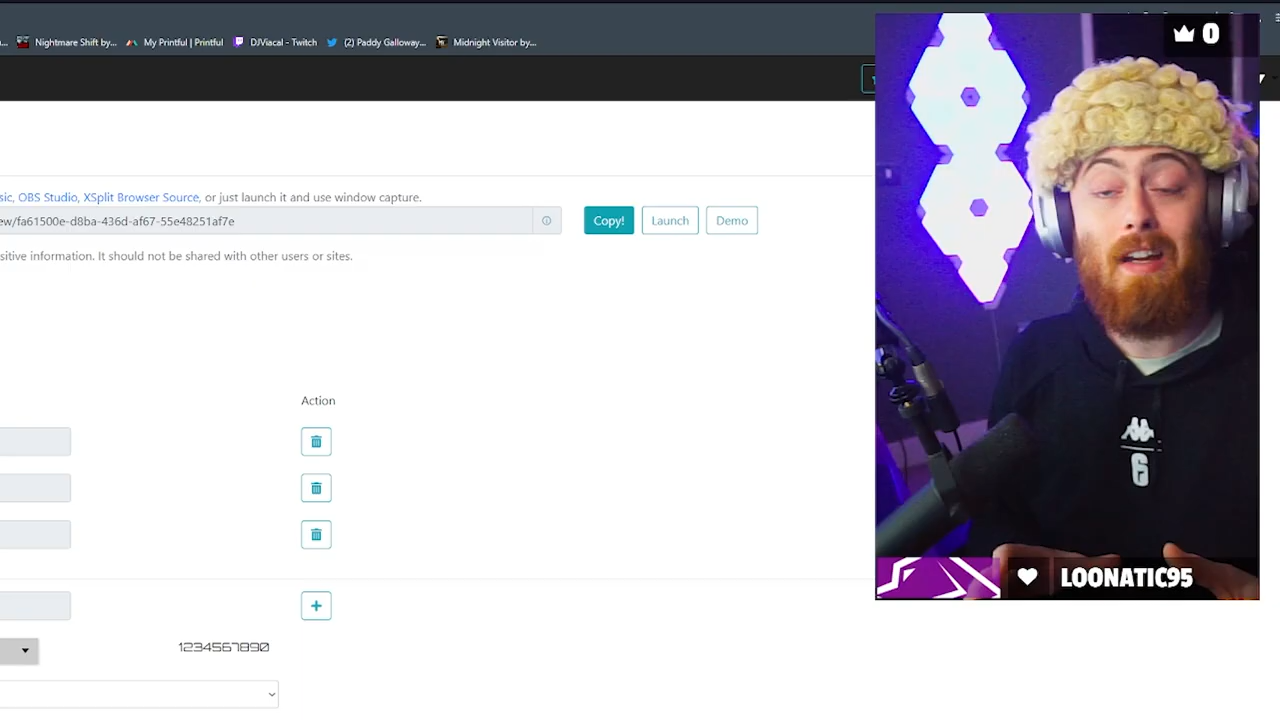 ... Nightmare Shift by... My Printful | Printful DJViacal - Twitch (2) Paddy Galloway... Midnight Visitor by...
0
sic, OBS Studio, XSplit Browser Source, or just launch it and use window capture.
ew/fa61500e-d8ba-436d-af67-55e48251af7e
Copy! Launch Demo
sitive information. It should not be shared with other users or sites.
Action
6
LOONATIC95
1234567890